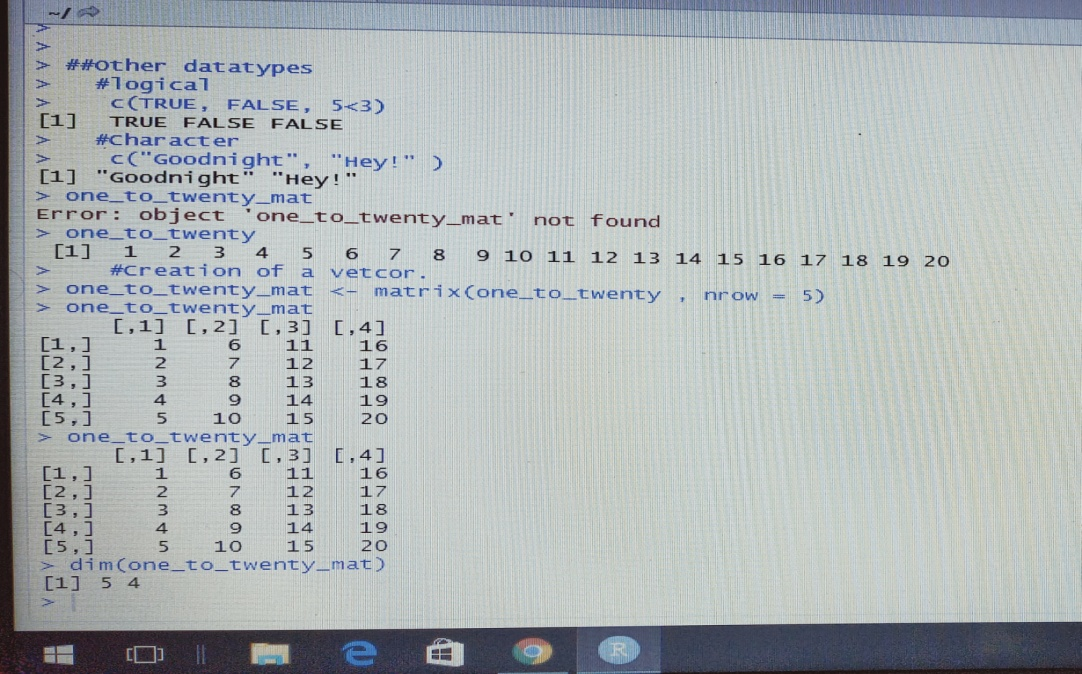 ~/
>
>
> ##Other datatypes
>   #logical
>    c(TRUE, FALSE, 5<3)
[1]  TRUE FALSE FALSE
>   #Character
>    c("Goodnight", "Hey!" )
[1] "Goodnight" "Hey!"
> one_to_twenty_mat
Error: object 'one_to_twenty_mat' not found
> one_to_twenty
 [1]  1  2  3  4  5  6  7  8  9 10 11 12 13 14 15 16 17 18 19 20
>    #Creation of a vetcor.
> one_to_twenty_mat <- matrix(one_to_twenty , nrow = 5)
> one_to_twenty_mat
     [,1] [,2] [,3] [,4]
[1,]    1    6   11   16
[2,]    2    7   12   17
[3,]    3    8   13   18
[4,]    4    9   14   19
[5,]    5   10   15   20
> one_to_twenty_mat
     [,1] [,2] [,3] [,4]
[1,]    1    6   11   16
[2,]    2    7   12   17
[3,]    3    8   13   18
[4,]    4    9   14   19
[5,]    5   10   15   20
> dim(one_to_twenty_mat)
[1] 5 4
>
R